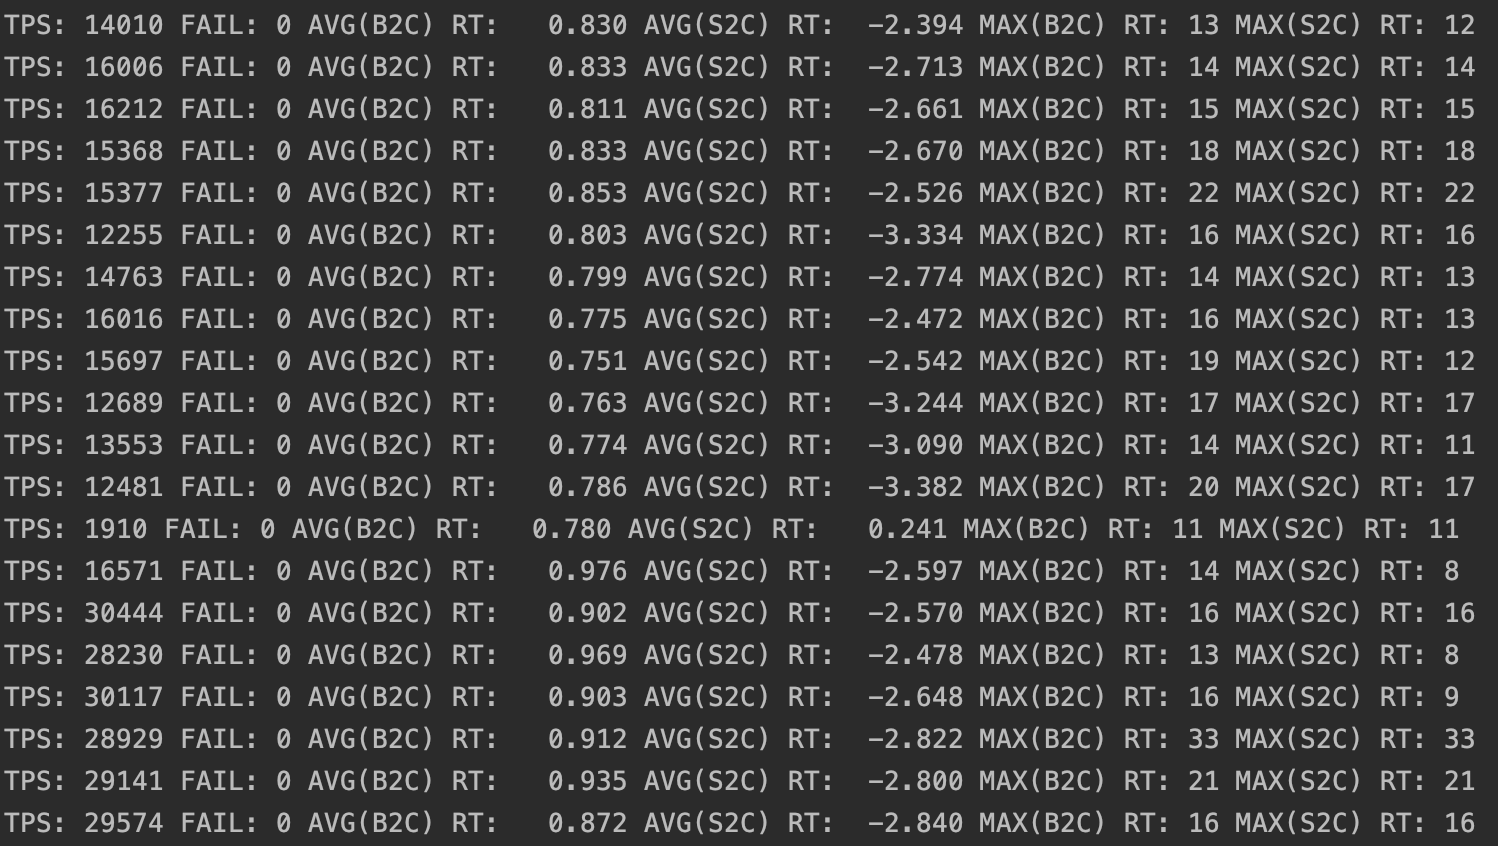 TPS: 14010 FAIL: 0 AVG(B2C) RT:   0.830 AVG(S2C) RT:  -2.394 MAX(B2C) RT: 13 MAX(S2C) RT: 12
TPS: 16006 FAIL: 0 AVG(B2C) RT:   0.833 AVG(S2C) RT:  -2.713 MAX(B2C) RT: 14 MAX(S2C) RT: 14
TPS: 16212 FAIL: 0 AVG(B2C) RT:   0.811 AVG(S2C) RT:  -2.661 MAX(B2C) RT: 15 MAX(S2C) RT: 15
TPS: 15368 FAIL: 0 AVG(B2C) RT:   0.833 AVG(S2C) RT:  -2.670 MAX(B2C) RT: 18 MAX(S2C) RT: 18
TPS: 15377 FAIL: 0 AVG(B2C) RT:   0.853 AVG(S2C) RT:  -2.526 MAX(B2C) RT: 22 MAX(S2C) RT: 22
TPS: 12255 FAIL: 0 AVG(B2C) RT:   0.803 AVG(S2C) RT:  -3.334 MAX(B2C) RT: 16 MAX(S2C) RT: 16
TPS: 14763 FAIL: 0 AVG(B2C) RT:   0.799 AVG(S2C) RT:  -2.774 MAX(B2C) RT: 14 MAX(S2C) RT: 13
TPS: 16016 FAIL: 0 AVG(B2C) RT:   0.775 AVG(S2C) RT:  -2.472 MAX(B2C) RT: 16 MAX(S2C) RT: 13
TPS: 15697 FAIL: 0 AVG(B2C) RT:   0.751 AVG(S2C) RT:  -2.542 MAX(B2C) RT: 19 MAX(S2C) RT: 12
TPS: 12689 FAIL: 0 AVG(B2C) RT:   0.763 AVG(S2C) RT:  -3.244 MAX(B2C) RT: 17 MAX(S2C) RT: 17
TPS: 13553 FAIL: 0 AVG(B2C) RT:   0.774 AVG(S2C) RT:  -3.090 MAX(B2C) RT: 14 MAX(S2C) RT: 11
TPS: 12481 FAIL: 0 AVG(B2C) RT:   0.786 AVG(S2C) RT:  -3.382 MAX(B2C) RT: 20 MAX(S2C) RT: 17
TPS: 1910 FAIL: 0 AVG(B2C) RT:   0.780 AVG(S2C) RT:   0.241 MAX(B2C) RT: 11 MAX(S2C) RT: 11
TPS: 16571 FAIL: 0 AVG(B2C) RT:   0.976 AVG(S2C) RT:  -2.597 MAX(B2C) RT: 14 MAX(S2C) RT: 8
TPS: 30444 FAIL: 0 AVG(B2C) RT:   0.902 AVG(S2C) RT:  -2.570 MAX(B2C) RT: 16 MAX(S2C) RT: 16
TPS: 28230 FAIL: 0 AVG(B2C) RT:   0.969 AVG(S2C) RT:  -2.478 MAX(B2C) RT: 13 MAX(S2C) RT: 8
TPS: 30117 FAIL: 0 AVG(B2C) RT:   0.903 AVG(S2C) RT:  -2.648 MAX(B2C) RT: 16 MAX(S2C) RT: 9
TPS: 28929 FAIL: 0 AVG(B2C) RT:   0.912 AVG(S2C) RT:  -2.822 MAX(B2C) RT: 33 MAX(S2C) RT: 33
TPS: 29141 FAIL: 0 AVG(B2C) RT:   0.935 AVG(S2C) RT:  -2.800 MAX(B2C) RT: 21 MAX(S2C) RT: 21
TPS: 29574 FAIL: 0 AVG(B2C) RT:   0.872 AVG(S2C) RT:  -2.840 MAX(B2C) RT: 16 MAX(S2C) RT: 16